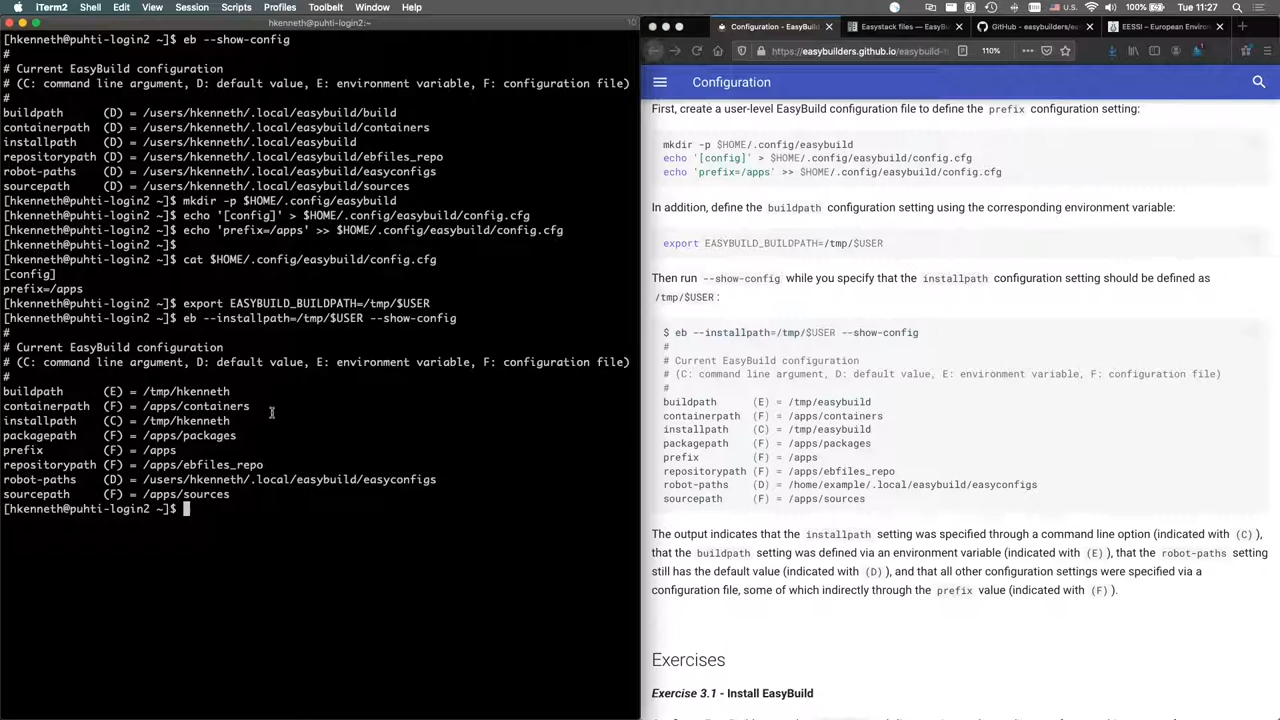 iTerm2 Shell Edit View Session Scripts Profiles Toolbelt Window Help
U.S. 100% Tue 11:27
hkenneth@puhti-login2:~
[hkenneth@puhti-login2 ~]$ eb --show-config
#
# Current EasyBuild configuration
# (C: command line argument, D: default value, E: environment variable, F: configuration file)
#
buildpath (D) = /users/hkenneth/.local/easybuild/build
containerpath (D) = /users/hkenneth/.local/easybuild/containers
installpath (D) = /users/hkenneth/.local/easybuild
repositorypath (D) = /users/hkenneth/.local/easybuild/ebfiles_repo
robot-paths (D) = /users/hkenneth/.local/easybuild/easyconfigs
sourcepath (D) = /users/hkenneth/.local/easybuild/sources
[hkenneth@puhti-login2 ~]$ mkdir -p $HOME/.config/easybuild
[hkenneth@puhti-login2 ~]$ echo '[config]' > $HOME/.config/easybuild/config.cfg
[hkenneth@puhti-login2 ~]$ echo 'prefix=/apps' >> $HOME/.config/easybuild/config.cfg
[hkenneth@puhti-login2 ~]$
[hkenneth@puhti-login2 ~]$ cat $HOME/.config/easybuild/config.cfg
[config]
prefix=/apps
[hkenneth@puhti-login2 ~]$ export EASYBUILD_BUILDPATH=/tmp/$USER
[hkenneth@puhti-login2 ~]$ eb --installpath=/tmp/$USER --show-config
#
# Current EasyBuild configuration
# (C: command line argument, D: default value, E: environment variable, F: configuration file)
#
buildpath (E) = /tmp/hkenneth
containerpath (F) = /apps/containers
installpath (C) = /tmp/hkenneth
packagepath (F) = /apps/packages
prefix (F) = /apps
repositorypath (F) = /apps/ebfiles_repo
robot-paths (D) = /users/hkenneth/.local/easybuild/easyconfigs
sourcepath (F) = /apps/sources
[hkenneth@puhti-login2 ~]$
Configuration - EasyBuild Easystack files — EasyBu GitHub - easybuilders/ea EESSI – European Environ
https://easybuilders.github.io/easybuild- 110%
Configuration
First, create a user-level EasyBuild configuration file to define the prefix configuration setting:
mkdir -p $HOME/.config/easybuild
echo '[config]' > $HOME/.config/easybuild/config.cfg
echo 'prefix=/apps' >> $HOME/.config/easybuild/config.cfg
In addition, define the buildpath configuration setting using the corresponding environment variable:
export EASYBUILD_BUILDPATH=/tmp/$USER
Then run --show-config while you specify that the installpath configuration setting should be defined as
/tmp/$USER :
$ eb --installpath=/tmp/$USER --show-config
#
# Current EasyBuild configuration
# (C: command line argument, D: default value, E: environment variable, F: configuration file)
#
buildpath (E) = /tmp/easybuild
containerpath (F) = /apps/containers
installpath (C) = /tmp/easybuild
packagepath (F) = /apps/packages
prefix (F) = /apps
repositorypath (F) = /apps/ebfiles_repo
robot-paths (D) = /home/example/.local/easybuild/easyconfigs
sourcepath (F) = /apps/sources
The output indicates that the installpath setting was specified through a command line option (indicated with (C) ),
that the buildpath setting was defined via an environment variable (indicated with (E) ), that the robot-paths setting
still has the default value (indicated with (D) ), and that all other configuration settings were specified via a
configuration file, some of which indirectly through the prefix value (indicated with (F) ).
Exercises
Exercise 3.1 - Install EasyBuild